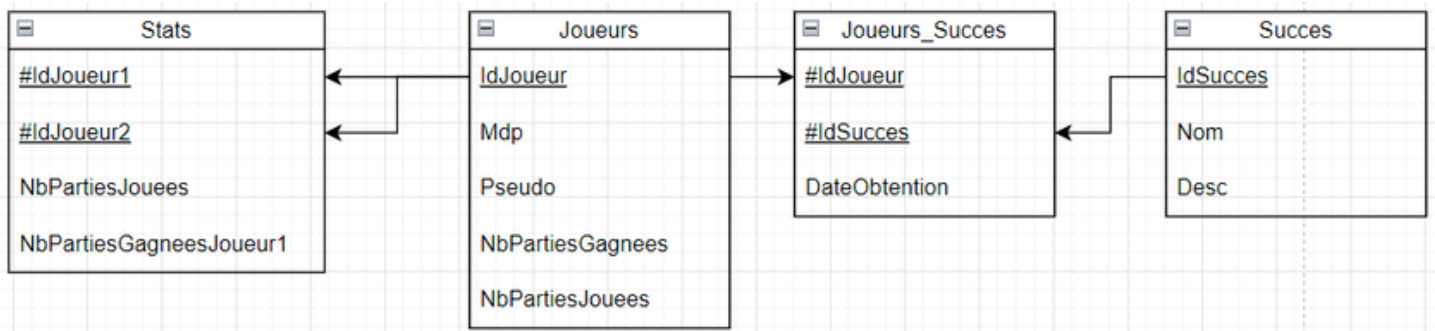 Stats
#IdJoueur1
#IdJoueur2
NbPartiesJouees
NbPartiesGagneesJoueur1
Joueurs
IdJoueur
Mdp
Pseudo
NbPartiesGagnees
NbPartiesJouees
Joueurs_Succes
#IdJoueur
#IdSucces
DateObtention
Succes
IdSucces
Nom
Desc